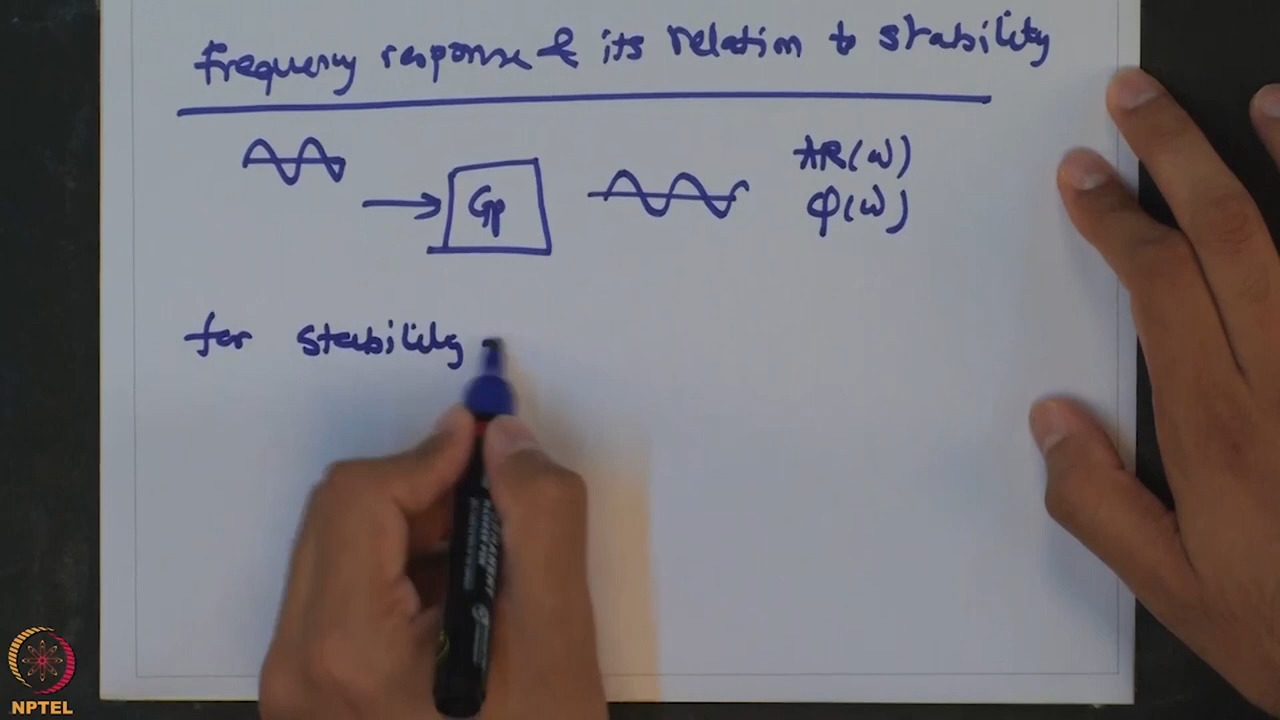 Frequency response & its relation to stability
AR(ω)
Gp
φ(ω)
for stability
NPTEL